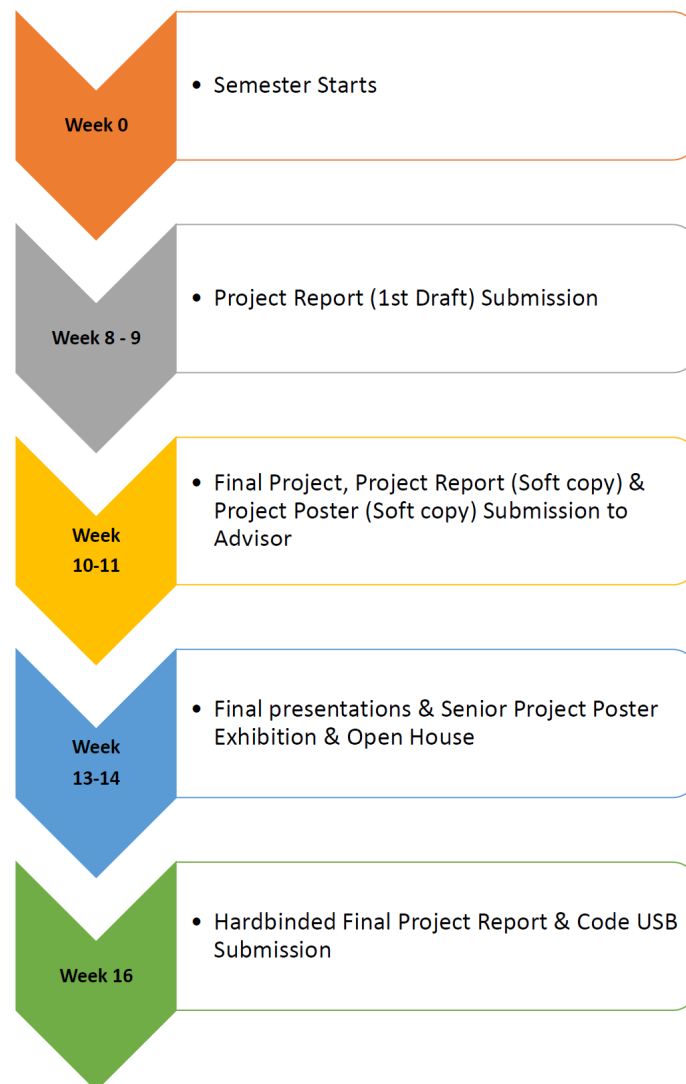 Week 0
• Semester Starts
Week 8 - 9
• Project Report (1st Draft) Submission
Week
10-11
• Final Project, Project Report (Soft copy) &
Project Poster (Soft copy) Submission to
Advisor
Week
13-14
• Final presentations & Senior Project Poster
Exhibition & Open House
Week 16
• Hardbinded Final Project Report & Code USB
Submission